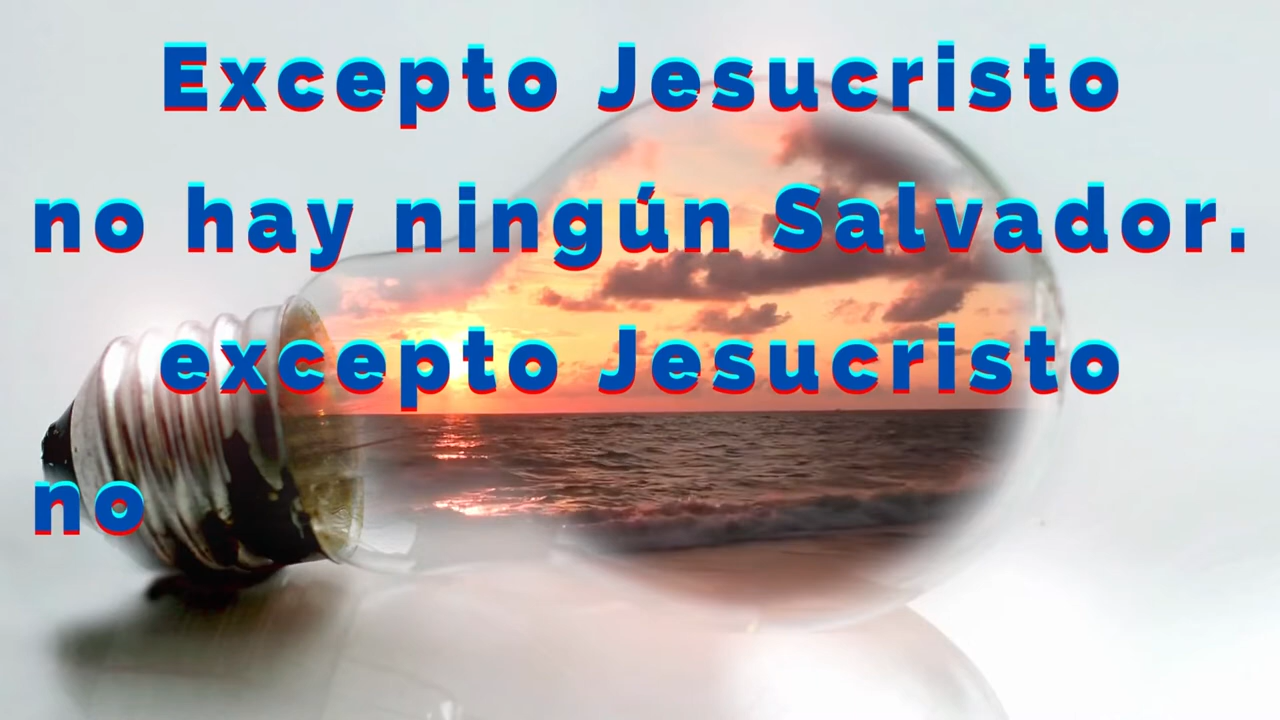 Excepto Jesucristo
no hay ningún Salvador.
excepto Jesucristo
no